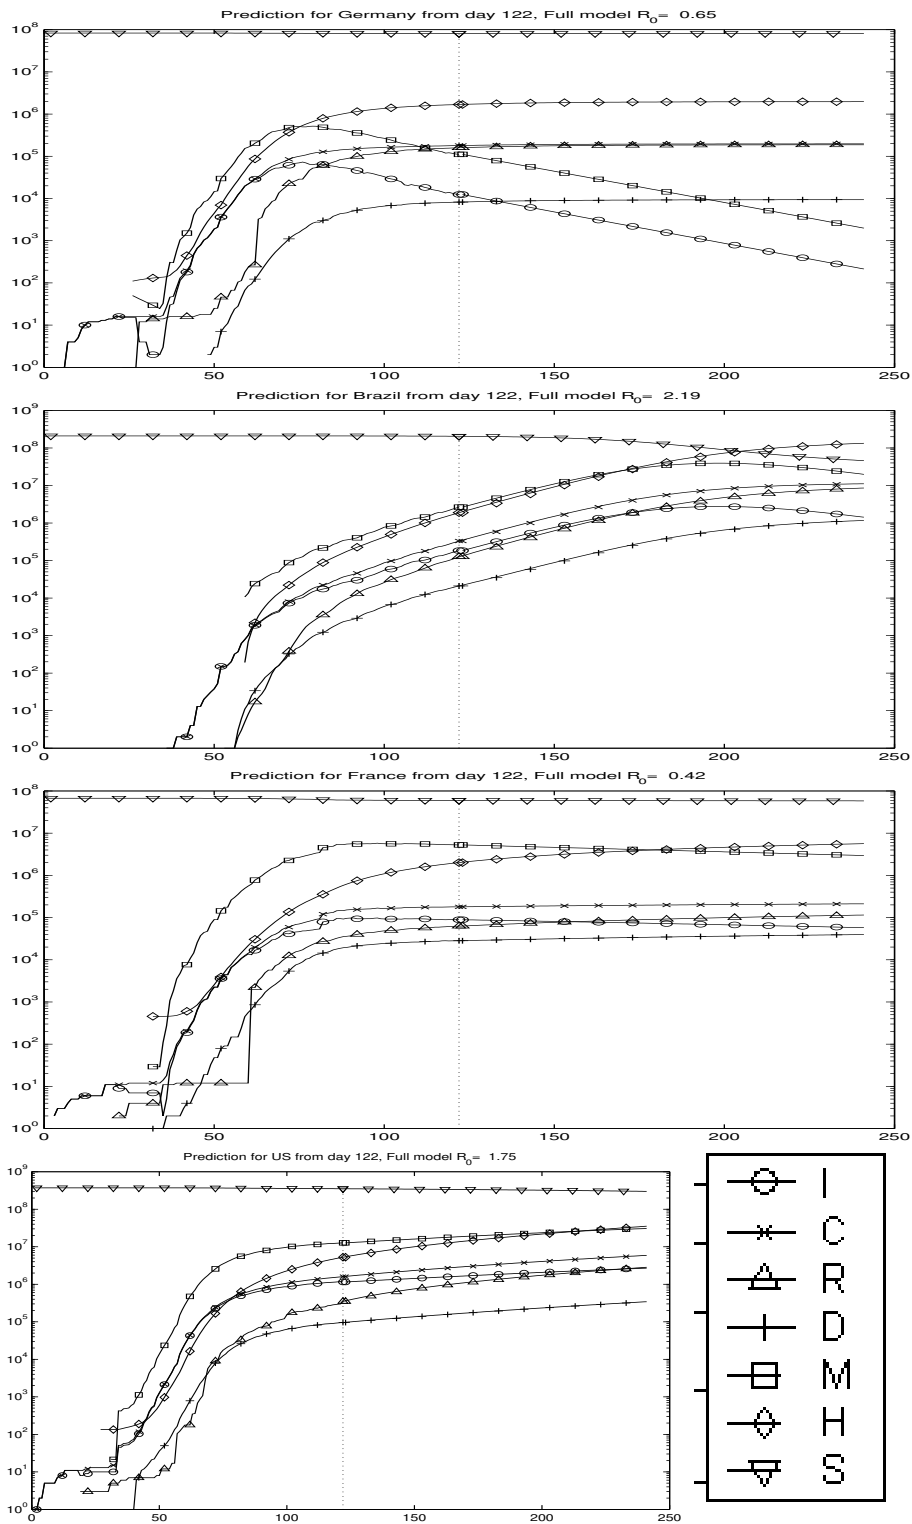 Prediction for Germany from day 122, Full model R0= 0.65
10^8
10^7
10^6
10^5
10^4
10^3
10^2
10^1
10^0
0 50 100 150 200 250
Prediction for Brazil from day 122, Full model R0= 2.19
10^9
10^8
10^7
10^6
10^5
10^4
10^3
10^2
10^1
10^0
0 50 100 150 200 250
Prediction for France from day 122, Full model R0= 0.42
10^8
10^7
10^6
10^5
10^4
10^3
10^2
10^1
10^0
0 50 100 150 200 250
Prediction for US from day 122, Full model R0= 1.75
10^9
10^8
10^7
10^6
10^5
10^4
10^3
10^2
10^1
10^0
0 50 100 150 200 250
I
C
R
D
M
H
S